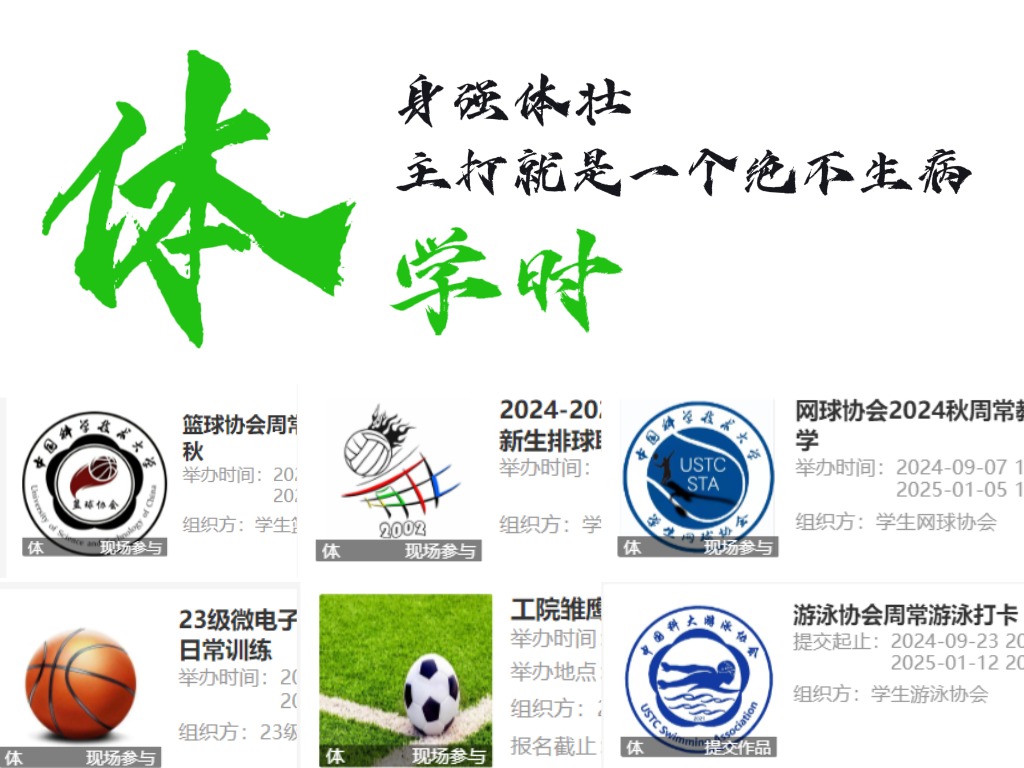 体
身强体壮
主打就是一个绝不生病
学时
中国科学技术大学
篮球协会
University of Science and Technology of China
体 现场参与
篮球协会周常
秋
举办时间：202
20
组织方：学生篮
2002
体 现场参与
2024-202
新生排球
举办时间：
组织方：学
中国科学技术大学
USTC
STA
学生网球协会
体 现场参与
网球协会2024秋周常教
学
举办时间：2024-09-07 1
2025-01-05 1
组织方：学生网球协会
体 现场参与
23级微电子
日常训练
举办时间：20
20
组织方：23级
体 现场参与
工院雏鹰
举办时间：
举办地点：
组织方：2
报名截止：
中国科大游泳协会
2021
USTC Swimming Association
体 提交作品
游泳协会周常游泳打卡
提交起止：2024-09-23 20
2025-01-12 20
组织方：学生游泳协会